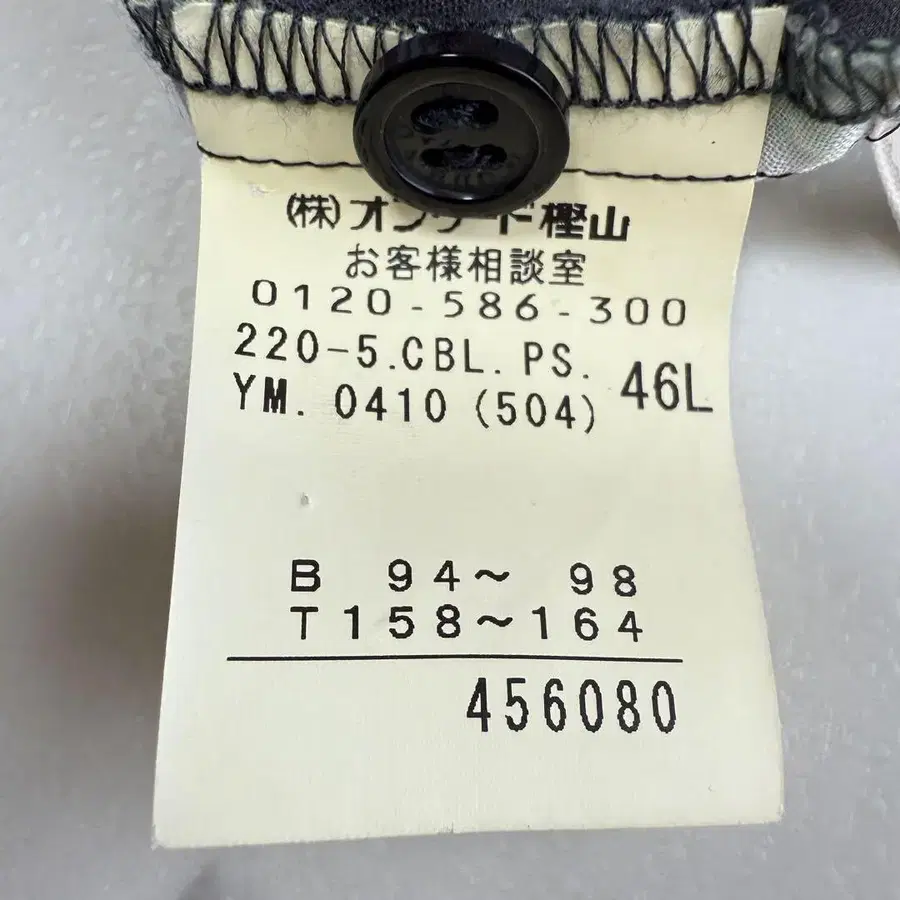 (株)オンワード樫山
お客様相談室
0120-586-300
220-5.CBL.PS. 46L
YM. 0410 (504)
B 94～ 98
T158～164
456080